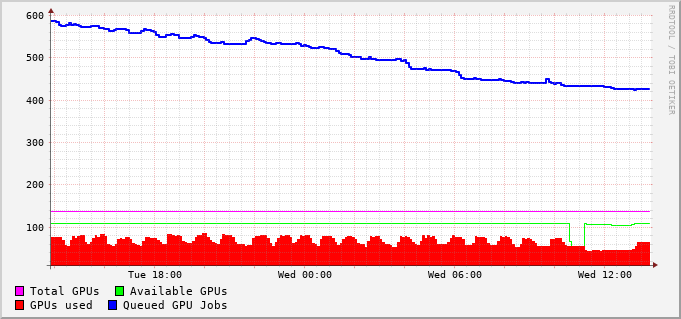 600
500
400
300
200
100
Tue 18:00 Wed 00:00 Wed 06:00 Wed 12:00
Total GPUs Available GPUs
GPUs used Queued GPU Jobs
RRDTOOL / TOBI OETIKER